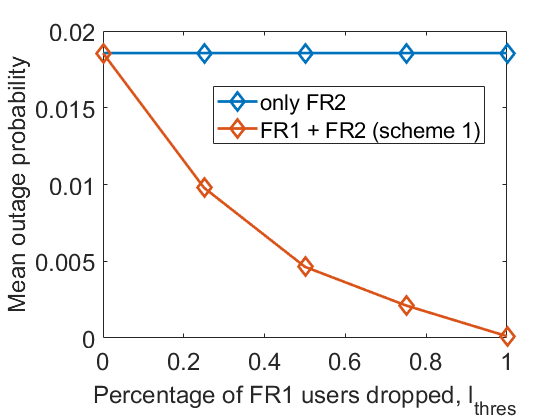 0.02
0.015
0.01
0.005
0
Mean outage probability
only FR2
FR1 + FR2 (scheme 1)
0 0.2 0.4 0.6 0.8 1
Percentage of FR1 users dropped, I_thres